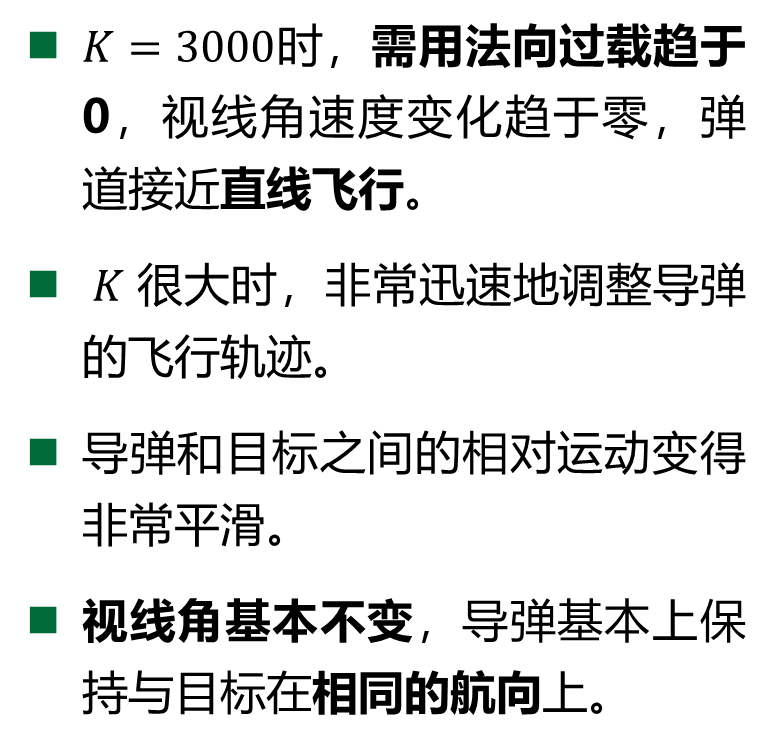 K = 3000时，需用法向过载趋于
0，视线角速度变化趋于零，弹
道接近直线飞行。
K 很大时，非常迅速地调整导弹
的飞行轨迹。
导弹和目标之间的相对运动变得
非常平滑。
视线角基本不变，导弹基本上保
持与目标在相同的航向上。